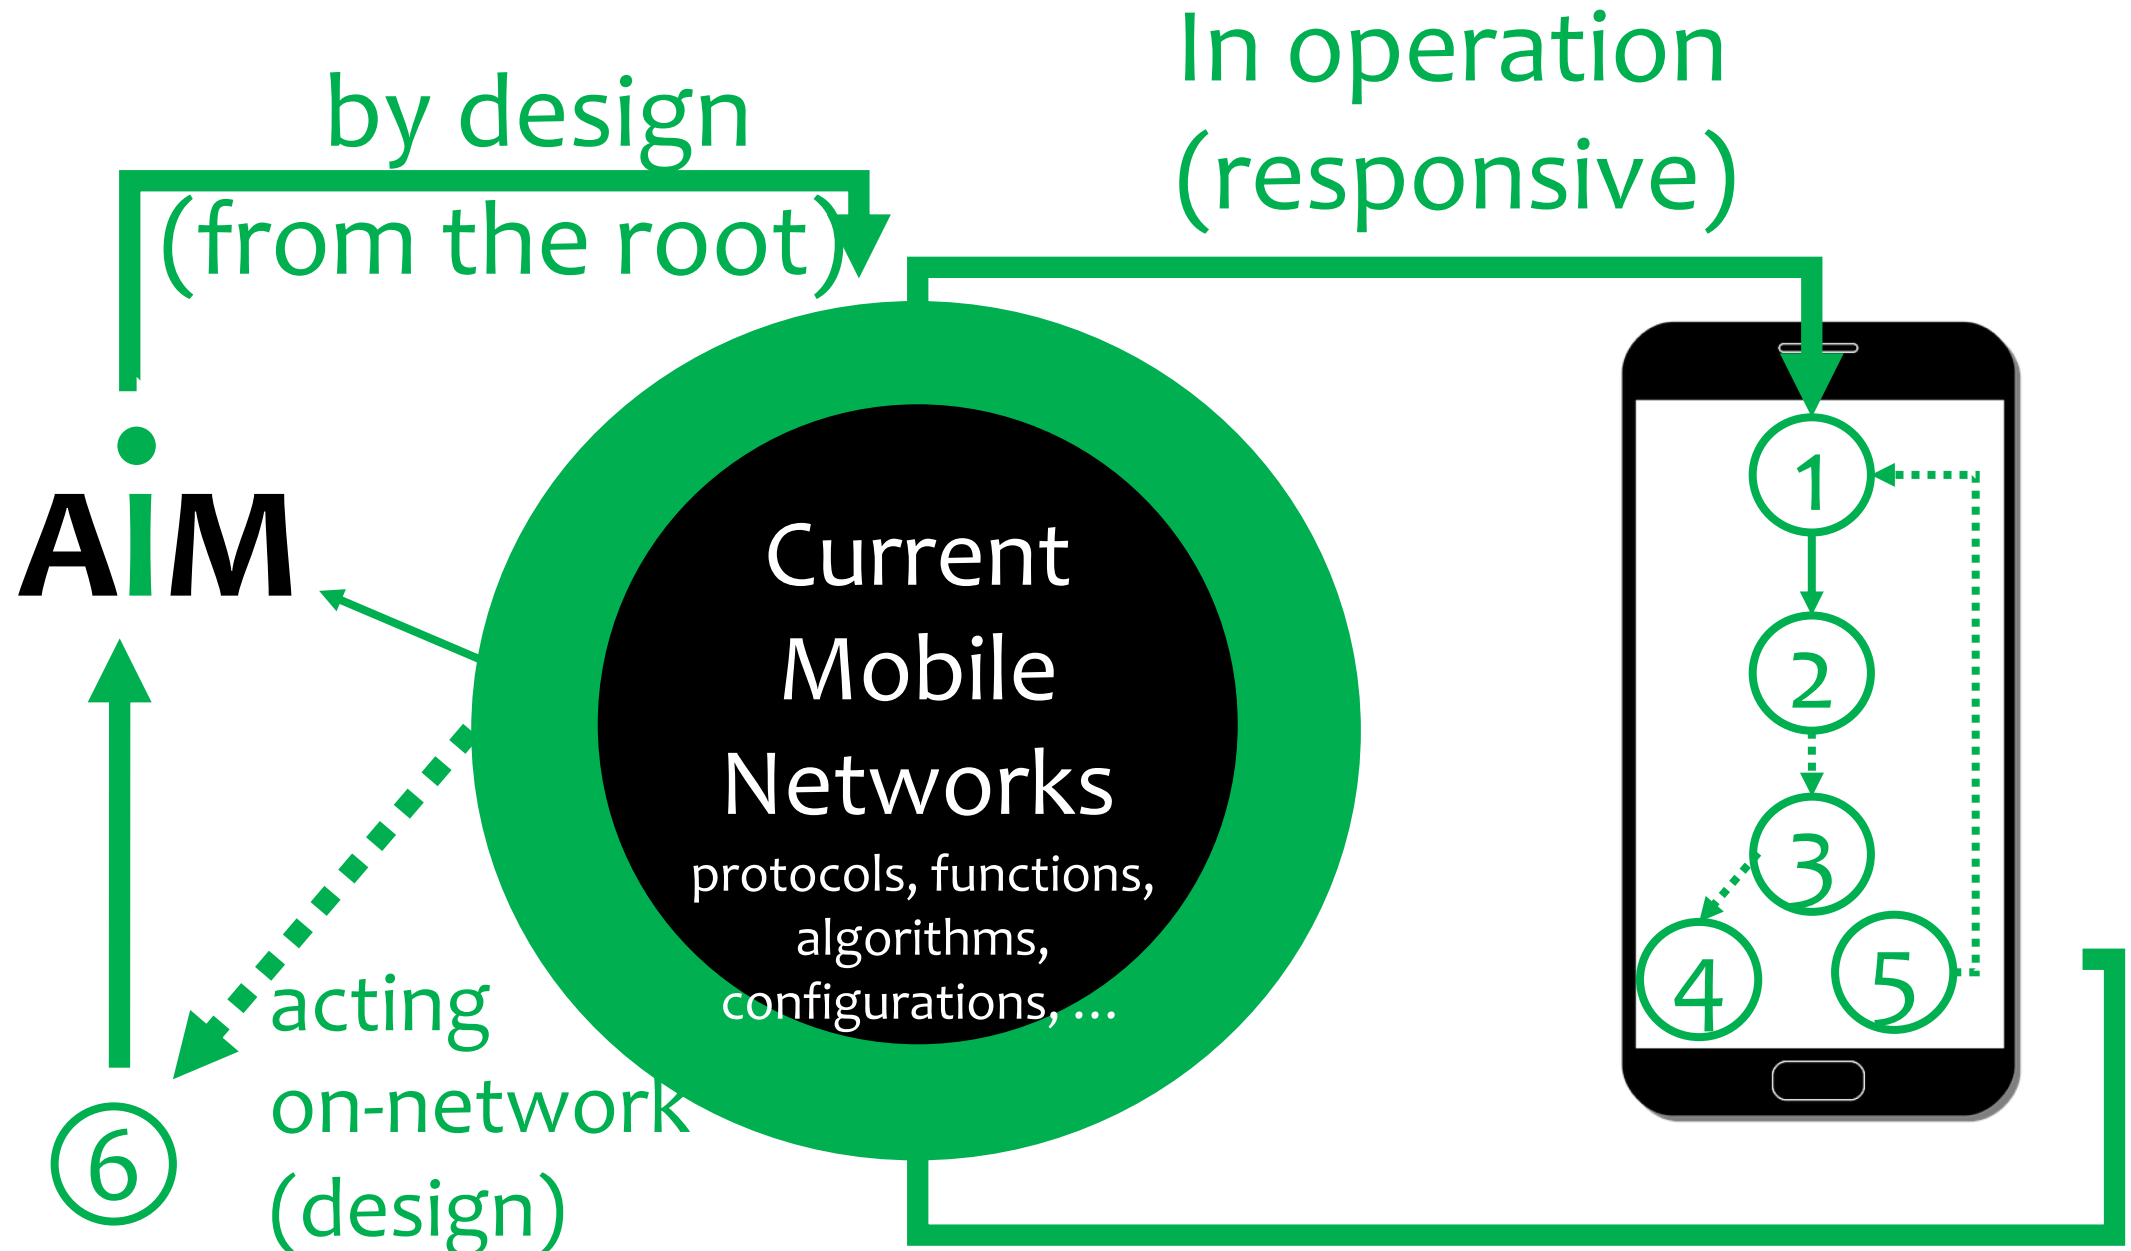 by design
(from the root)
In operation
(responsive)
AiM
Current
Mobile
Networks
protocols, functions,
algorithms,
configurations, ...
1
2
3
4
5
6
acting
on-network
(design)